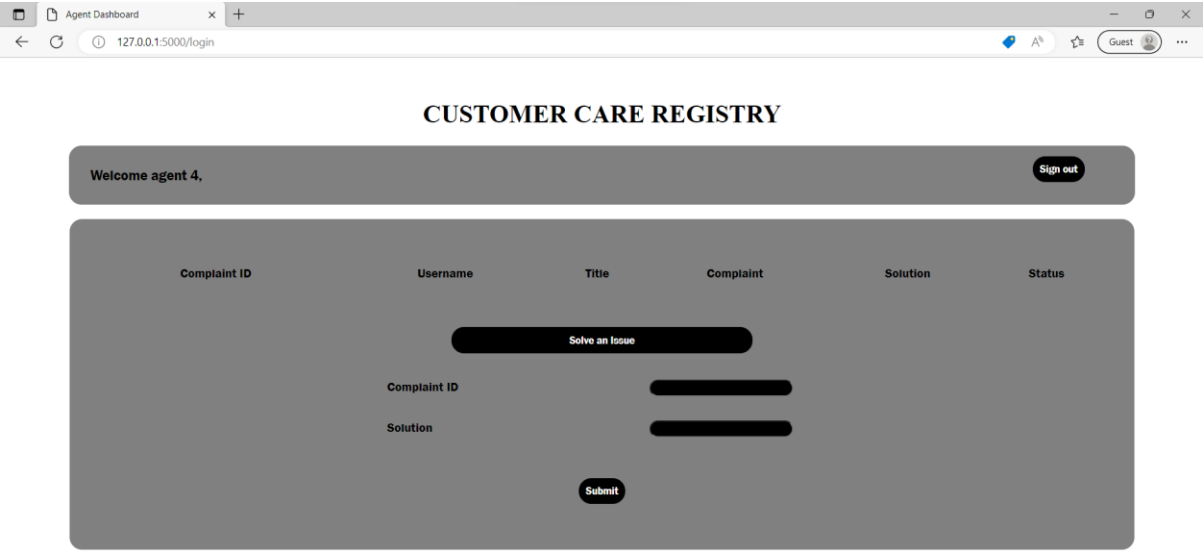 Agent Dashboard
127.0.0.1:5000/login
Guest
CUSTOMER CARE REGISTRY
Welcome agent 4,
Sign out
Complaint ID Username Title Complaint Solution Status
Solve an Issue
Complaint ID
Solution
Submit